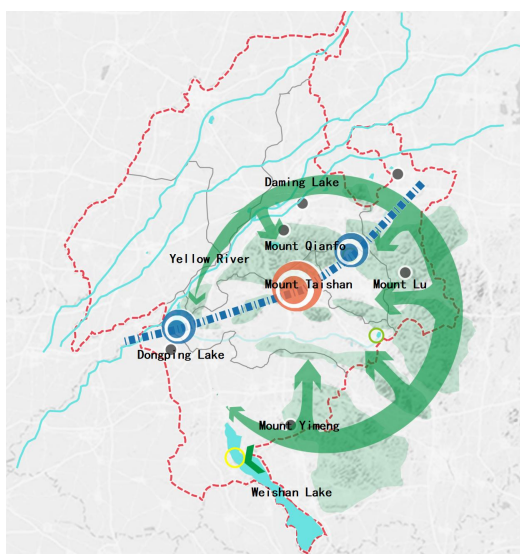 Daming Lake
Mount Qianfo
Yellow River
Mount Taishan
Mount Lu
Dongping Lake
Mount Yimeng
Weishan Lake